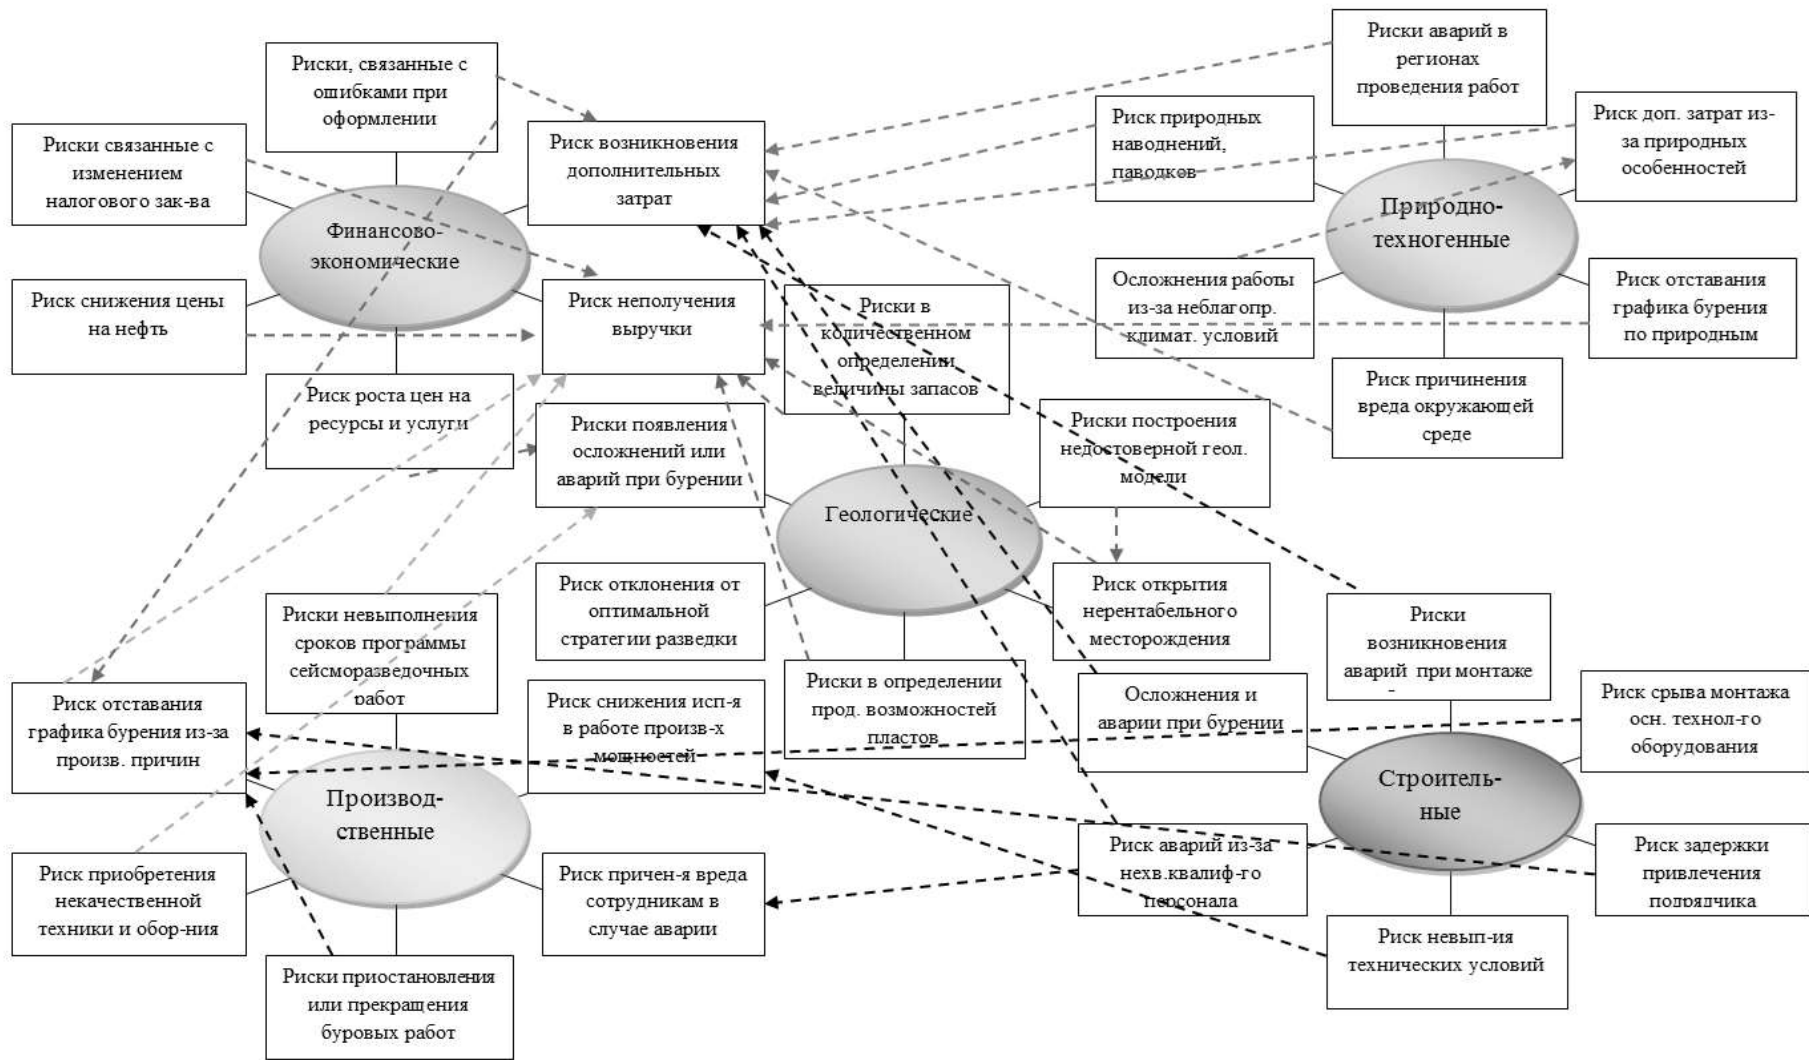 Риски, связанные с
ошибками при
оформлении
Риски связанные с
изменением
налогового зак-ва
Риск возникновения
дополнительных
затрат
Финансово-
экономические
Риск снижения цены
на нефть
Риск неполучения
выручки
Риск роста цен на
ресурсы и услуги
Риски аварий в
регионах
проведения работ
Риск природных
наводнений,
паводков
Риск доп. затрат из-
за природных
особенностей
Природно-
техногенные
Осложнения работы
из-за неблагопр.
климат. условий
Риск отставания
графика бурения
по природным
Риск причинения
вреда окружающей
среде
Риски в
количественном
определении
величины запасов
Риски появления
осложнений или
аварий при бурении
Риски построения
недостоверной геол.
модели
Геологические
Риск отклонения от
оптимальной
стратегии разведки
Риск открытия
нерентабельного
месторождения
Риски в определении
прод. возможностей
пластов
Риски невыполнения
сроков программы
сейсморазведочных
работ
Риск отставания
графика бурения из-за
произв. причин
Риск снижения исп-я
в работе произв-х
мощностей
Производ-
ственные
Риск приобретения
некачественной
техники и обор-ния
Риск причен-я вреда
сотрудникам в
случае аварии
Риски приостановления
или прекращения
буровых работ
Риски
возникновения
аварий при монтаже
Осложнения и
аварии при бурении
Риск срыва монтажа
осн. технол-го
оборудования
Строитель-
ные
Риск аварий из-за
нехв.квалиф-го
персонала
Риск задержки
привлечения
подрядчика
Риск невып-ия
технических условий